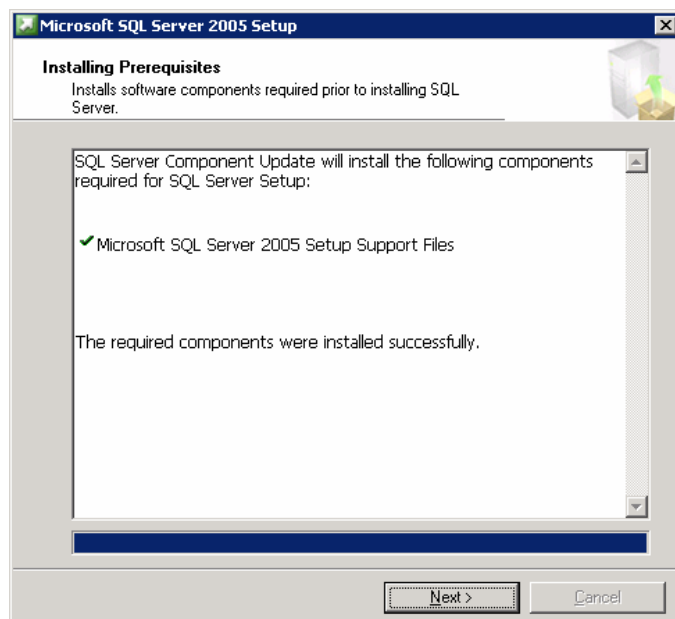 Microsoft SQL Server 2005 Setup
Installing Prerequisites
Installs software components required prior to installing SQL
Server.
SQL Server Component Update will install the following components
required for SQL Server Setup:
Microsoft SQL Server 2005 Setup Support Files
The required components were installed successfully.
Next >
Cancel